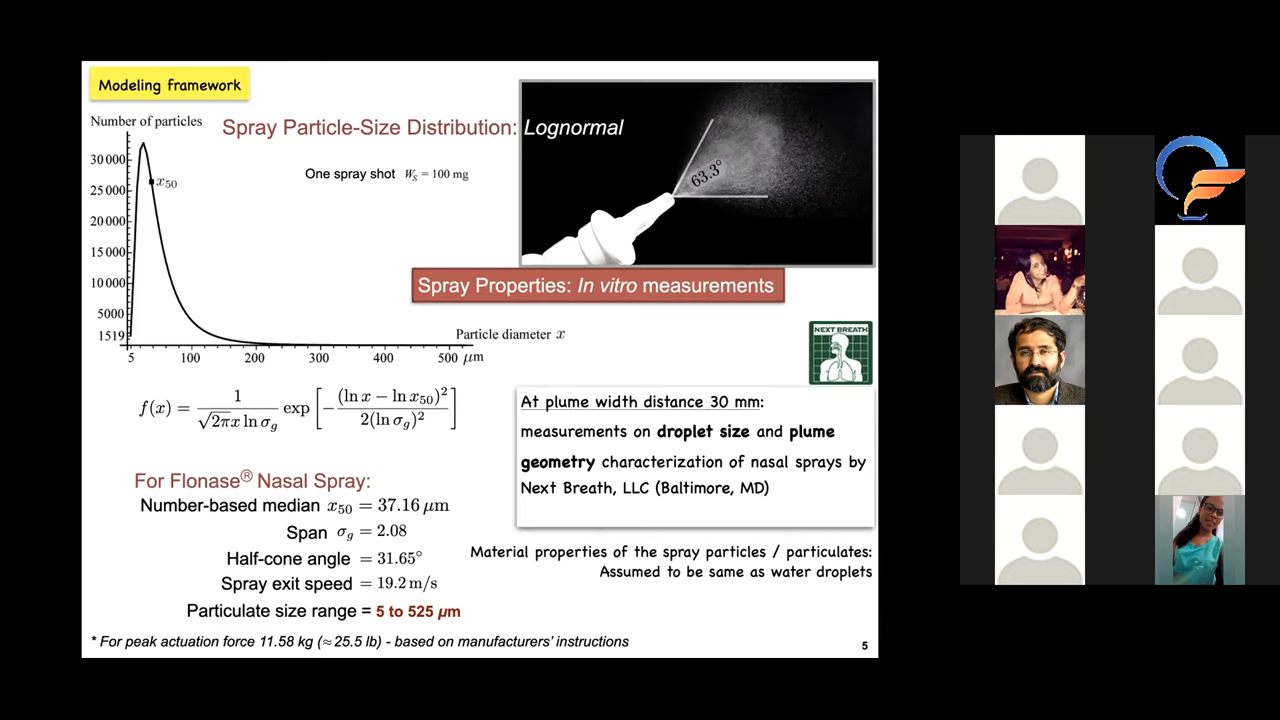 Modeling framework
Number of particles
Spray Particle-Size Distribution: Lognormal
30 000
25 000
20 000
15 000
10 000
5000
1519
x50
One spray shot Ws = 100 mg
63.3°
Spray Properties: In vitro measurements
Particle diameter x
5 100 200 300 400 500 μm
NEXT BREATH
f(x) = 1/(√2π x ln σg) exp [−(ln x − ln x50)²/2(ln σg)²]
At plume width distance 30 mm:
measurements on droplet size and plume
geometry characterization of nasal sprays by
Next Breath, LLC (Baltimore, MD)
For Flonase® Nasal Spray:
Number-based median x50 = 37.16 μm
Span σg = 2.08
Half-cone angle = 31.65°
Spray exit speed = 19.2 m/s
Particulate size range = 5 to 525 μm
Material properties of the spray particles / particulates:
Assumed to be same as water droplets
* For peak actuation force 11.58 kg (≈ 25.5 lb) - based on manufacturers' instructions
5